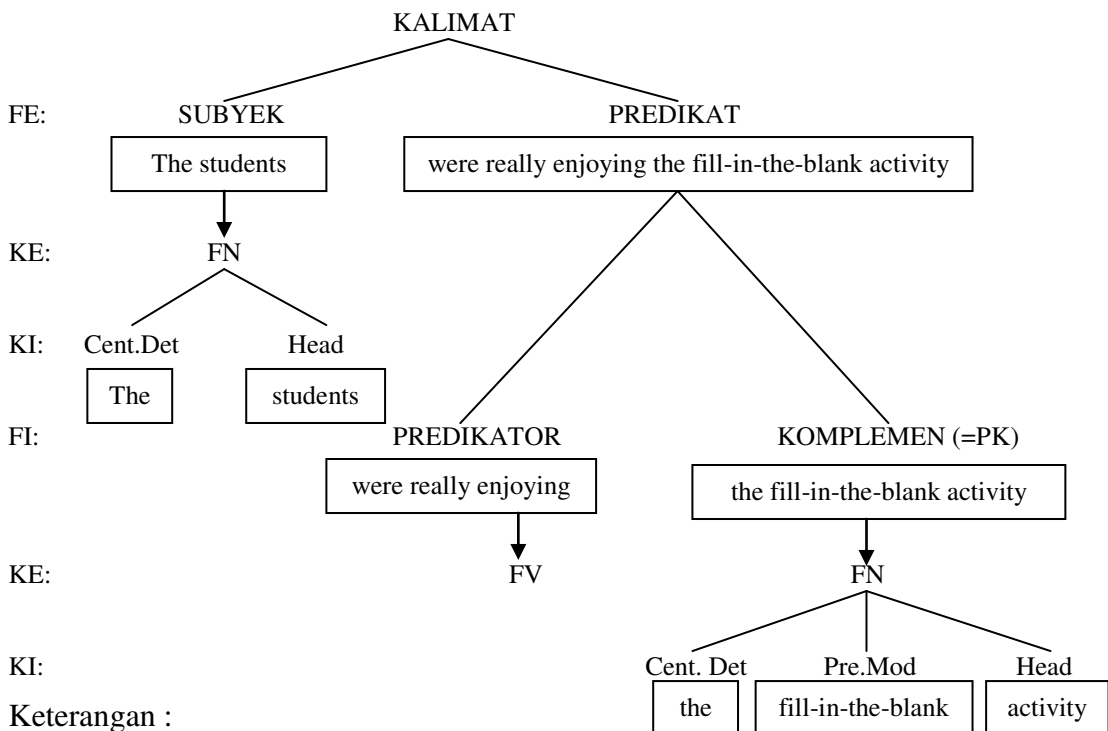 KALIMAT
FE: SUBYEK PREDIKAT
The students were really enjoying the fill-in-the-blank activity
KE: FN
KI: Cent.Det Head
The students
FI: PREDIKATOR KOMPLEMEN (=PK)
were really enjoying the fill-in-the-blank activity
KE: FV FN
KI: Cent. Det Pre.Mod Head
the fill-in-the-blank activity
Keterangan :